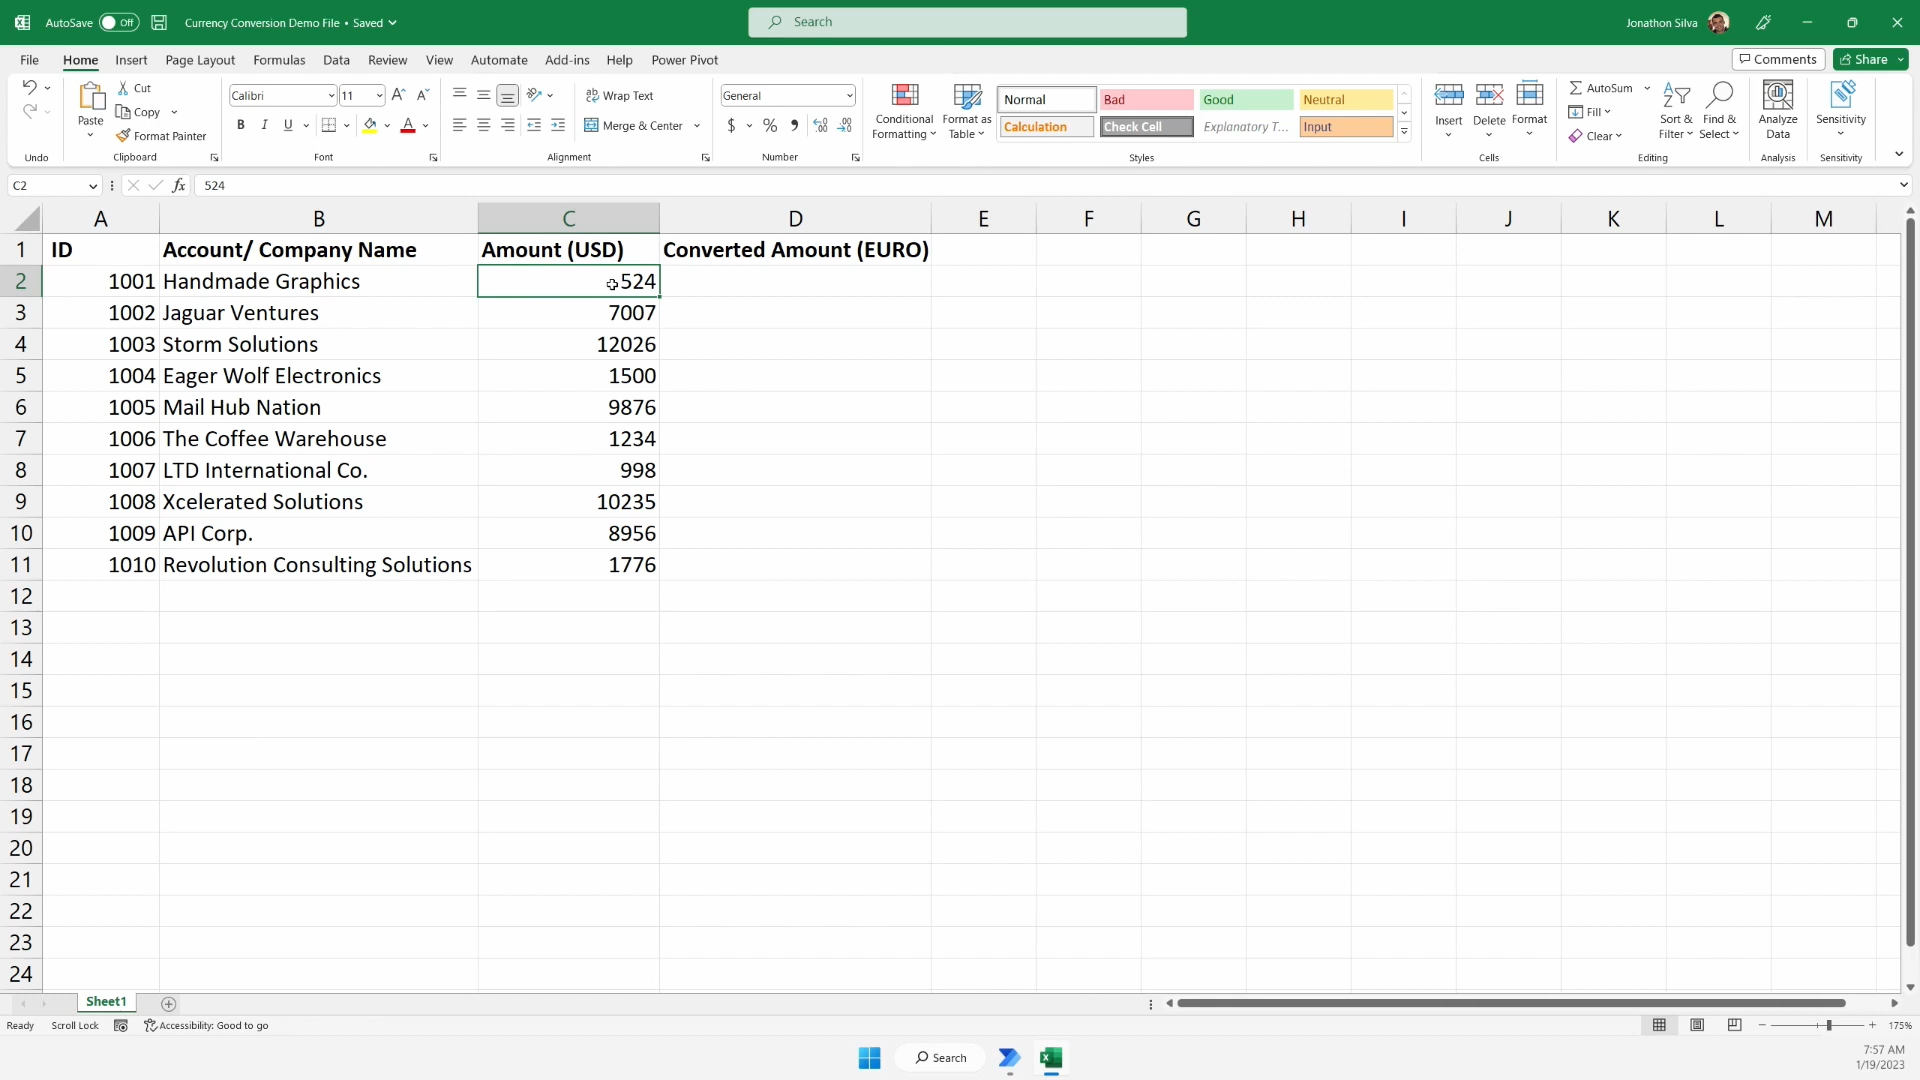 AutoSave Off Currency Conversion Demo File • Saved Search Jonathon Silva
File Home Insert Page Layout Formulas Data Review View Automate Add-ins Help Power Pivot Comments Share
Undo
Paste
Cut
Copy
Format Painter
Clipboard
Calibri 11
B I U
Font
Wrap Text
Merge & Center
Alignment
General
$ % ,
Number
Conditional Formatting
Format as Table
Normal Bad Good Neutral
Calculation Check Cell Explanatory T... Input
Styles
Insert Delete Format
Cells
AutoSum
Fill
Clear
Sort & Filter
Find & Select
Editing
Analyze Data
Analysis
Sensitivity
Sensitivity
C2 fx 524
A B C D E F G H I J K L M
1 ID Account/ Company Name Amount (USD) Converted Amount (EURO)
2 1001 Handmade Graphics 524
3 1002 Jaguar Ventures 7007
4 1003 Storm Solutions 12026
5 1004 Eager Wolf Electronics 1500
6 1005 Mail Hub Nation 9876
7 1006 The Coffee Warehouse 1234
8 1007 LTD International Co. 998
9 1008 Xcelerated Solutions 10235
10 1009 API Corp. 8956
11 1010 Revolution Consulting Solutions 1776
12
13
14
15
16
17
18
19
20
21
22
23
24
Sheet1
Ready Scroll Lock Accessibility: Good to go 175%
Search
7:57 AM
1/19/2023